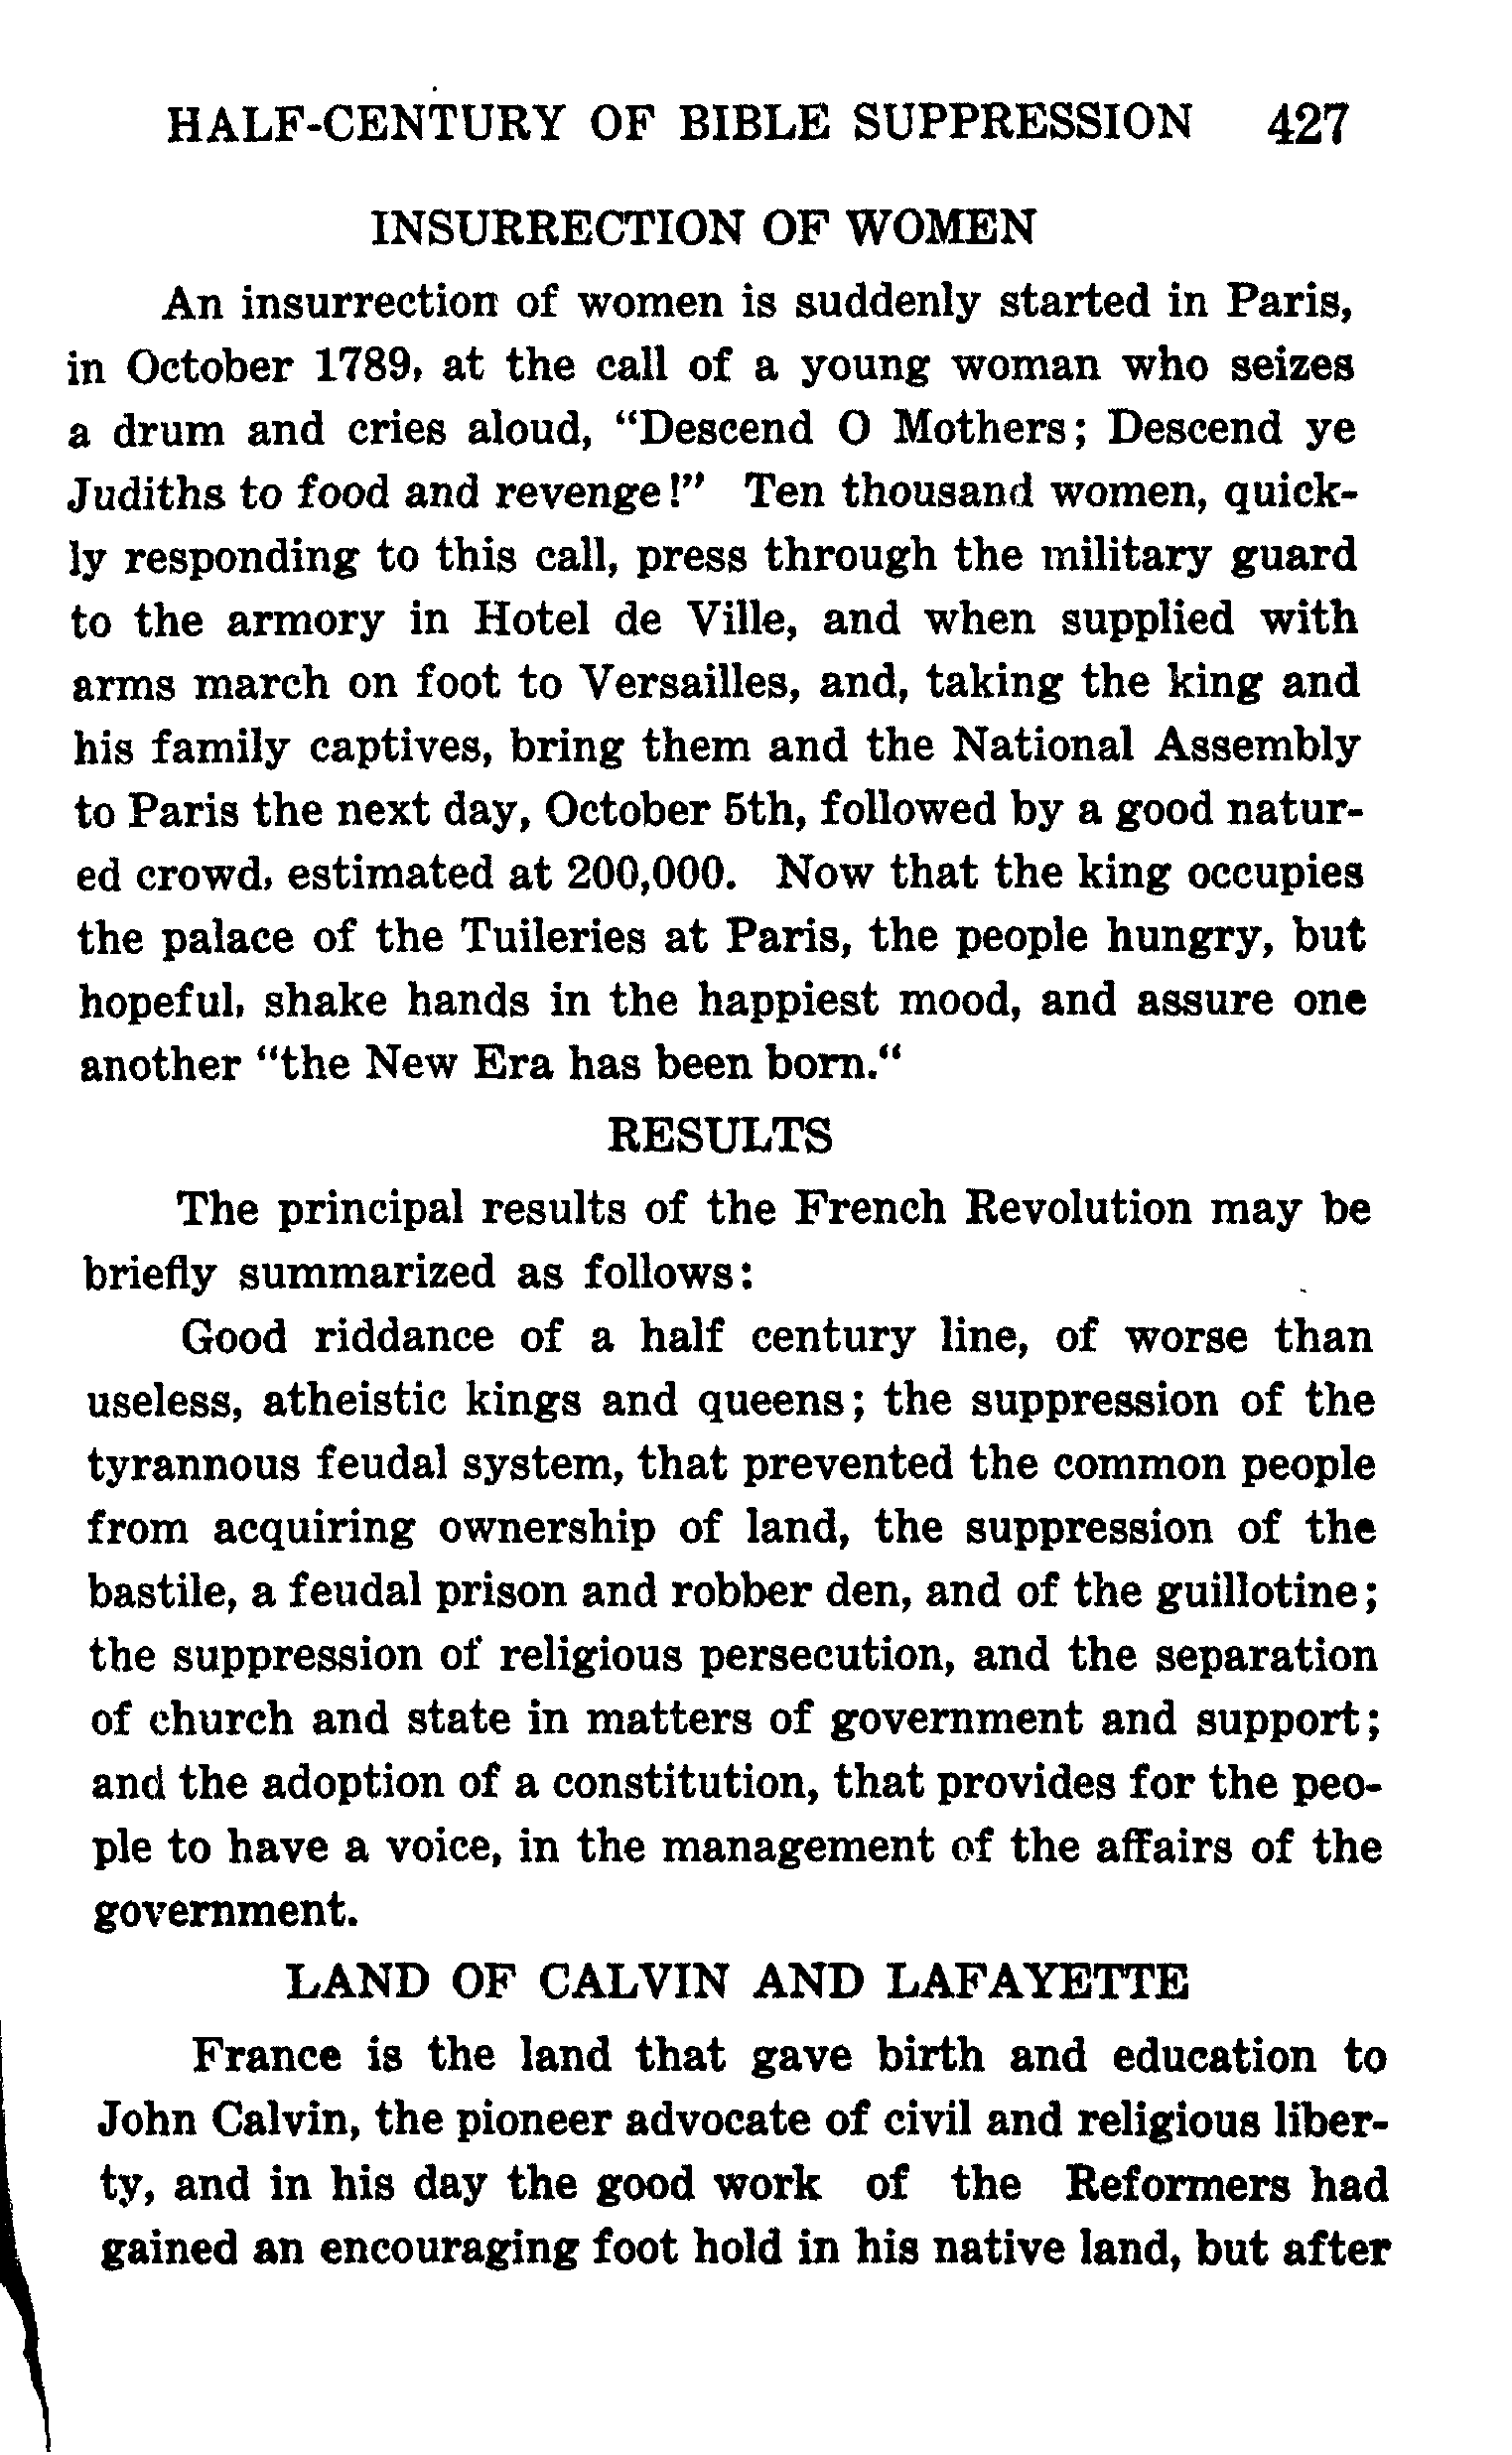 HALF-CENTURY OF BIBLE SUPPRESSION 427
INSURRECTION OF WOMEN
An insurrection of women is suddenly started in Paris,
in October 1789, at the call of a young woman who seizes
a drum and cries aloud, "Descend O Mothers; Descend ye
Judiths to food and revenge!" Ten thousand women, quick-
ly responding to this call, press through the military guard
to the armory in Hotel de Ville, and when supplied with
arms march on foot to Versailles, and, taking the king and
his family captives, bring them and the National Assembly
to Paris the next day, October 5th, followed by a good natur-
ed crowd, estimated at 200,000. Now that the king occupies
the palace of the Tuileries at Paris, the people hungry, but
hopeful, shake hands in the happiest mood, and assure one
another "the New Era has been born."
RESULTS
The principal results of the French Revolution may be
briefly summarized as follows:
Good riddance of a half century line, of worse than
useless, atheistic kings and queens; the suppression of the
tyrannous feudal system, that prevented the common people
from acquiring ownership of land, the suppression of the
bastile, a feudal prison and robber den, and of the guillotine;
the suppression of religious persecution, and the separation
of church and state in matters of government and support;
and the adoption of a constitution, that provides for the peo-
ple to have a voice, in the management of the affairs of the
government.
LAND OF CALVIN AND LAFAYETTE
France is the land that gave birth and education to
John Calvin, the pioneer advocate of civil and religious liber-
ty, and in his day the good work of the Reformers had
gained an encouraging foot hold in his native land, but after